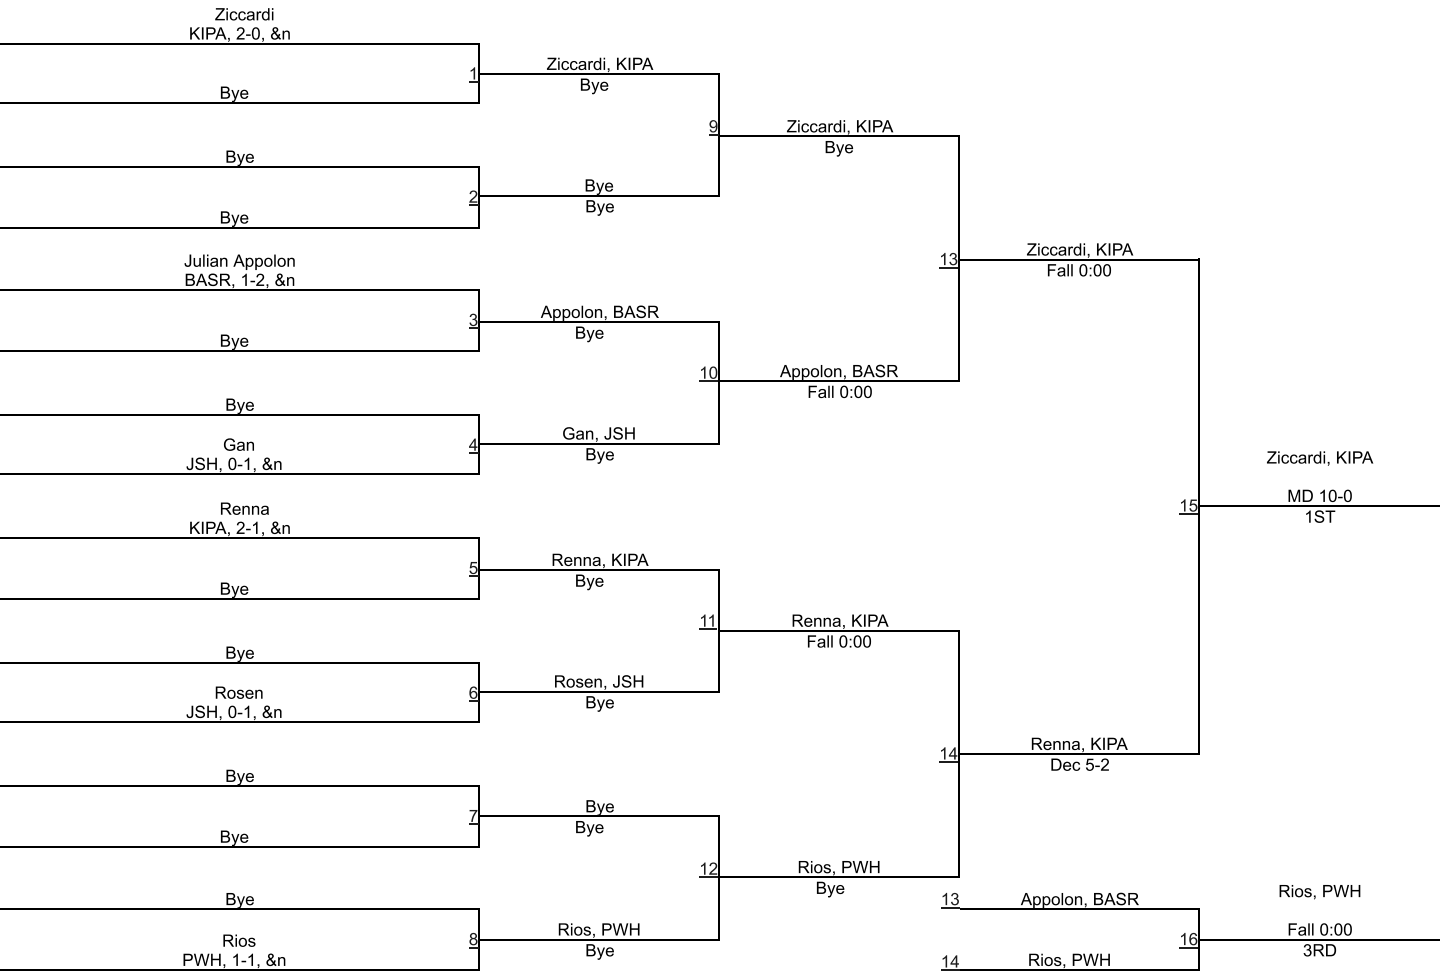 Ziccardi
KIPA, 2-0, &n
1
Bye
Bye
2
Bye
Julian Appolon
BASR, 1-2, &n
3
Bye
Bye
4
Gan
JSH, 0-1, &n
Renna
KIPA, 2-1, &n
5
Bye
Bye
6
Rosen
JSH, 0-1, &n
Bye
7
Bye
Bye
8
Rios
PWH, 1-1, &n
Ziccardi, KIPA
Bye
9
Bye
Bye
Appolon, BASR
Bye
10
Gan, JSH
Bye
Renna, KIPA
Bye
11
Rosen, JSH
Bye
Bye
Bye
12
Rios, PWH
Bye
Ziccardi, KIPA
Bye
13
Appolon, BASR
Fall 0:00
Renna, KIPA
Fall 0:00
14
Rios, PWH
Bye
Ziccardi, KIPA
Fall 0:00
15
Renna, KIPA
Dec 5-2
Ziccardi, KIPA
MD 10-0
1ST
13
Appolon, BASR
16
14
Rios, PWH
Rios, PWH
Fall 0:00
3RD